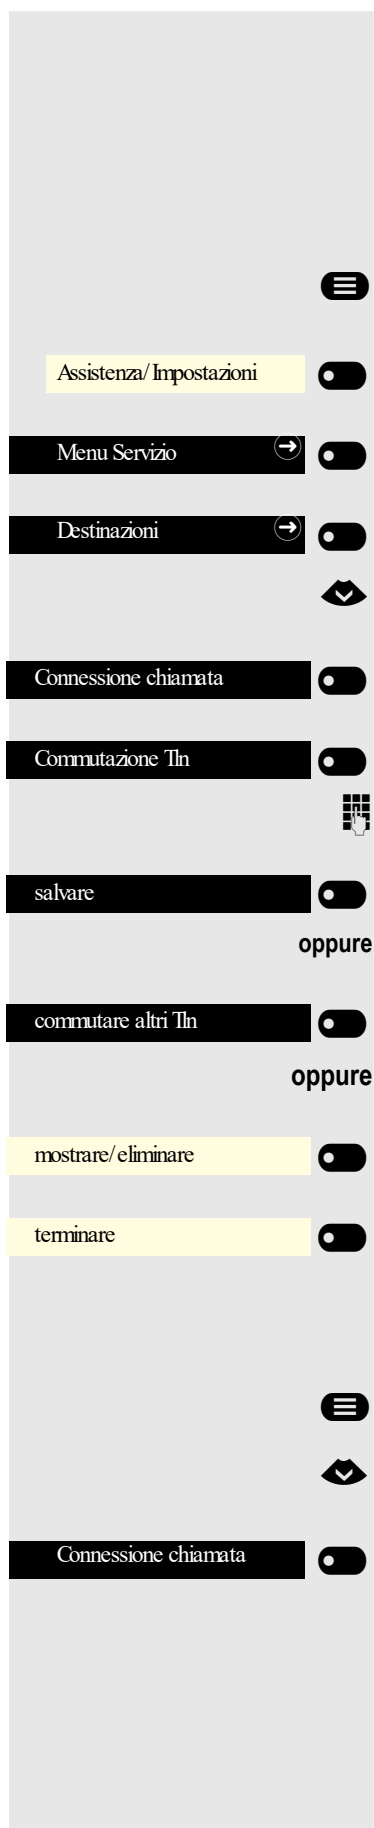 Assistenza/Impostazioni
Menu Servizio
Destinazioni
Connessione chiamata
Commutazione Tln
salvare
oppure
commutare altri Tln
oppure
mostrare/eliminare
terminare
Connessione chiamata